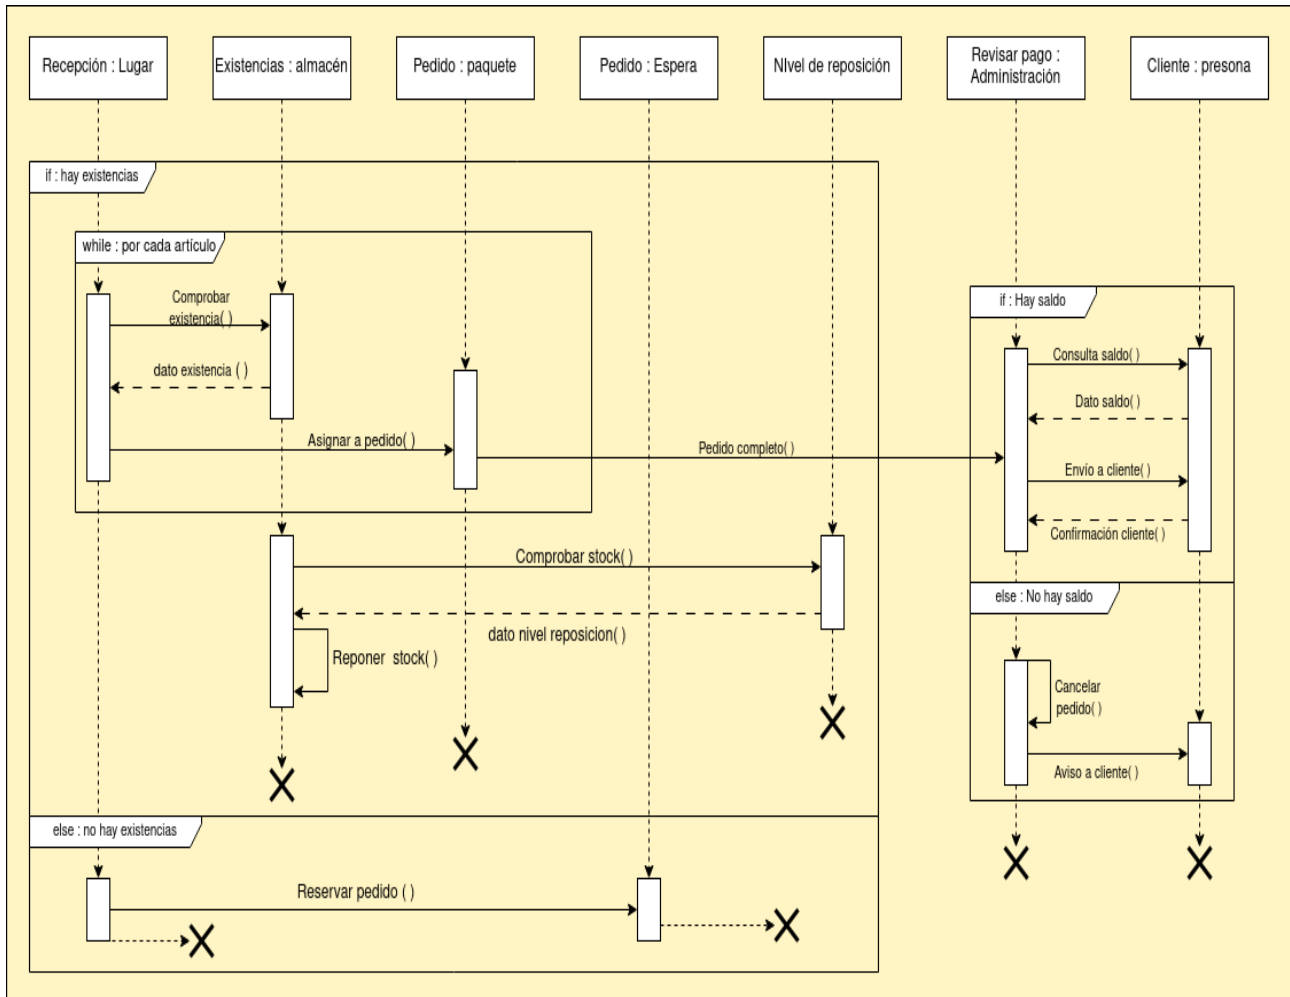 Recepción : Lugar
Existencias : almacén
Pedido : paquete
Pedido : Espera
NIvel de reposición
Revisar pago :
Administración
Cliente : presona
if : hay existencias
while : por cada artículo
Comprobar
existencia( )
dato existencia ( )
Asignar a pedido( )
Pedido completo( )
if : Hay saldo
Consulta saldo( )
Dato saldo( )
Envío a cliente( )
Confirmación cliente( )
Comprobar stock( )
dato nivel reposicion( )
Reponer stock( )
else : No hay saldo
Cancelar
pedido( )
Aviso a cliente( )
else : no hay existencias
Reservar pedido ( )